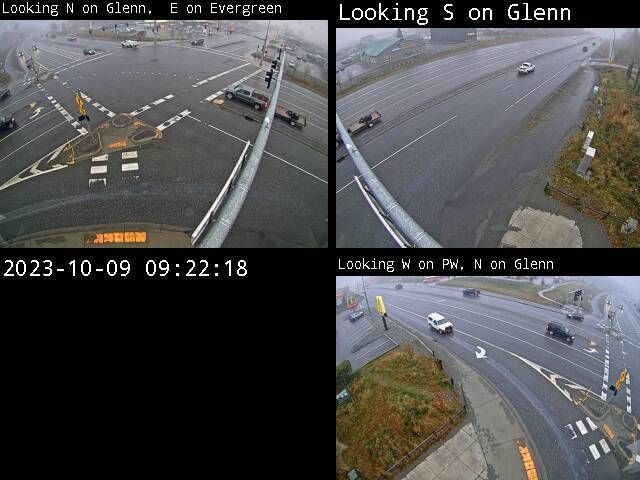 Looking N on Glenn,  E on Evergreen
Looking S on Glenn
2023-10-09 09:22:18
Looking W on PW, N on Glenn